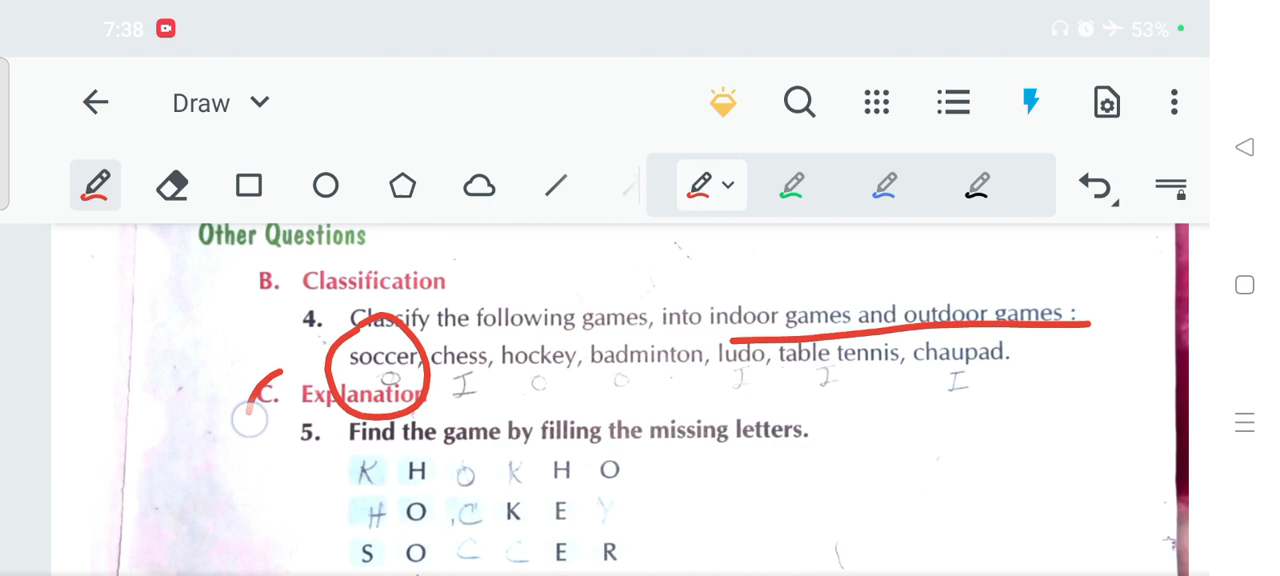 7:38 53%
Draw
Other Questions
B. Classification
4. Classify the following games, into indoor games and outdoor games :
soccer, chess, hockey, badminton, ludo, table tennis, chaupad.
O I O O I I I
C. Explanation
5. Find the game by filling the missing letters.
K H O K H O
H O C K E Y
S O C C E R